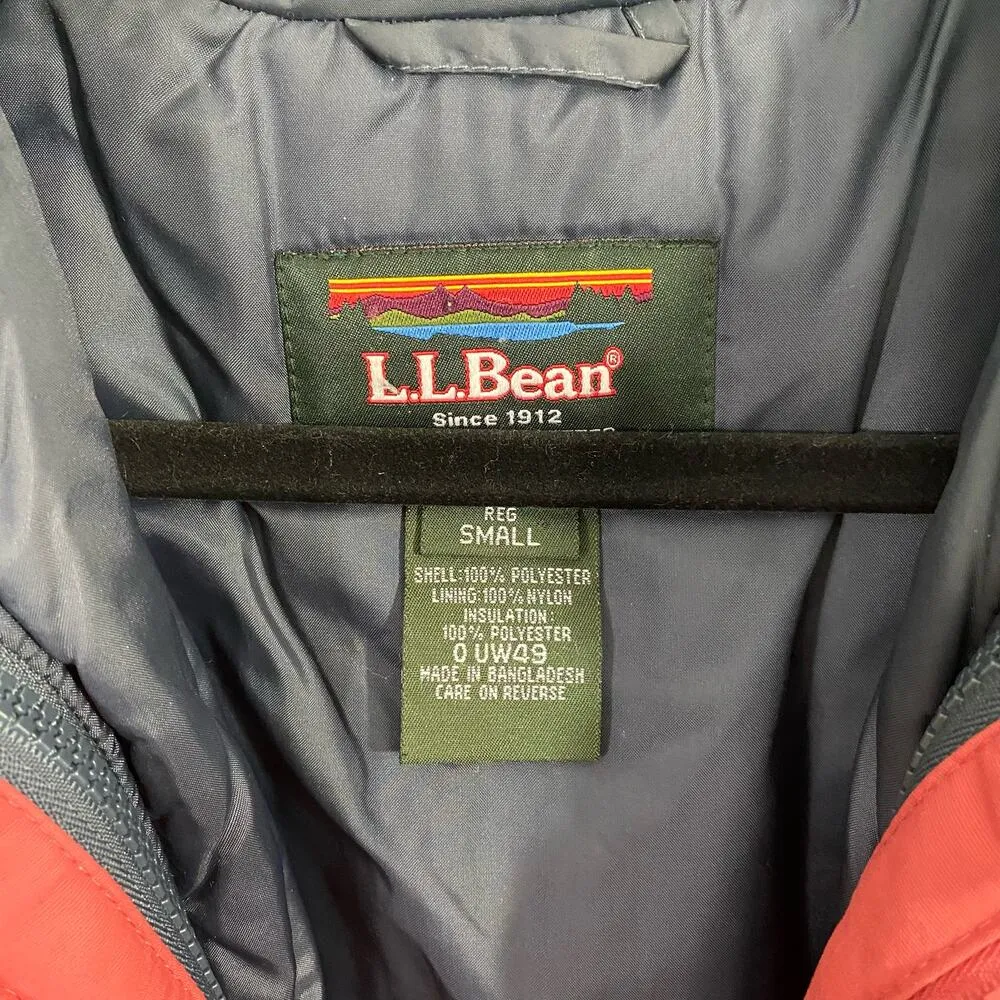 L.L.Bean®
Since 1912
REG
SMALL
SHELL:100% POLYESTER
LINING:100% NYLON
INSULATION:
100% POLYESTER
0 UW49
MADE IN BANGLADESH
CARE ON REVERSE